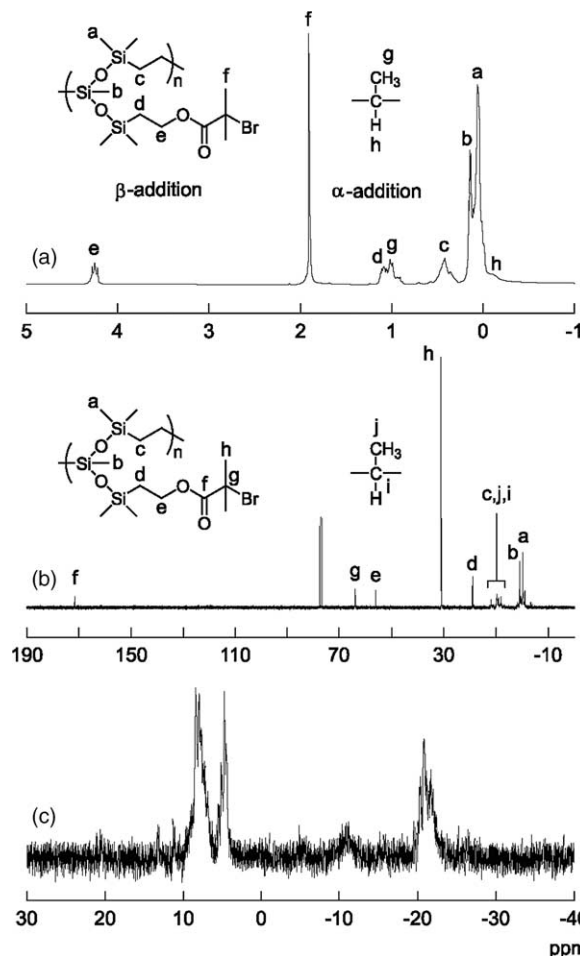 a
f
g
Si
c
n
f
CH3
a
O
Si
b
d
C
b
O
O
Br
H
Si
e
O
h
β-addition
α-addition
e
d
g
c
h
(a)
5 4 3 2 1 0 -1
h
a
j
Si
c
n
h
CH3
O
Si
b
d
g
C
c,j,i
O
O
f
Br
H
i
Si
e
O
b
a
(b)
f
g
e
d
190 150 110 70 30 -10
(c)
30 20 10 0 -10 -20 -30 -40
ppm